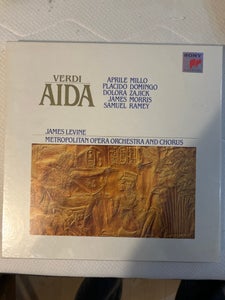 SONY
VERDI
AIDA
APRILE MILLO
PLACIDO DOMINGO
DOLORA ZAJICK
JAMES MORRIS
SAMUEL RAMEY
JAMES LEVINE
METROPOLITAN OPERA ORCHESTRA AND CHORUS